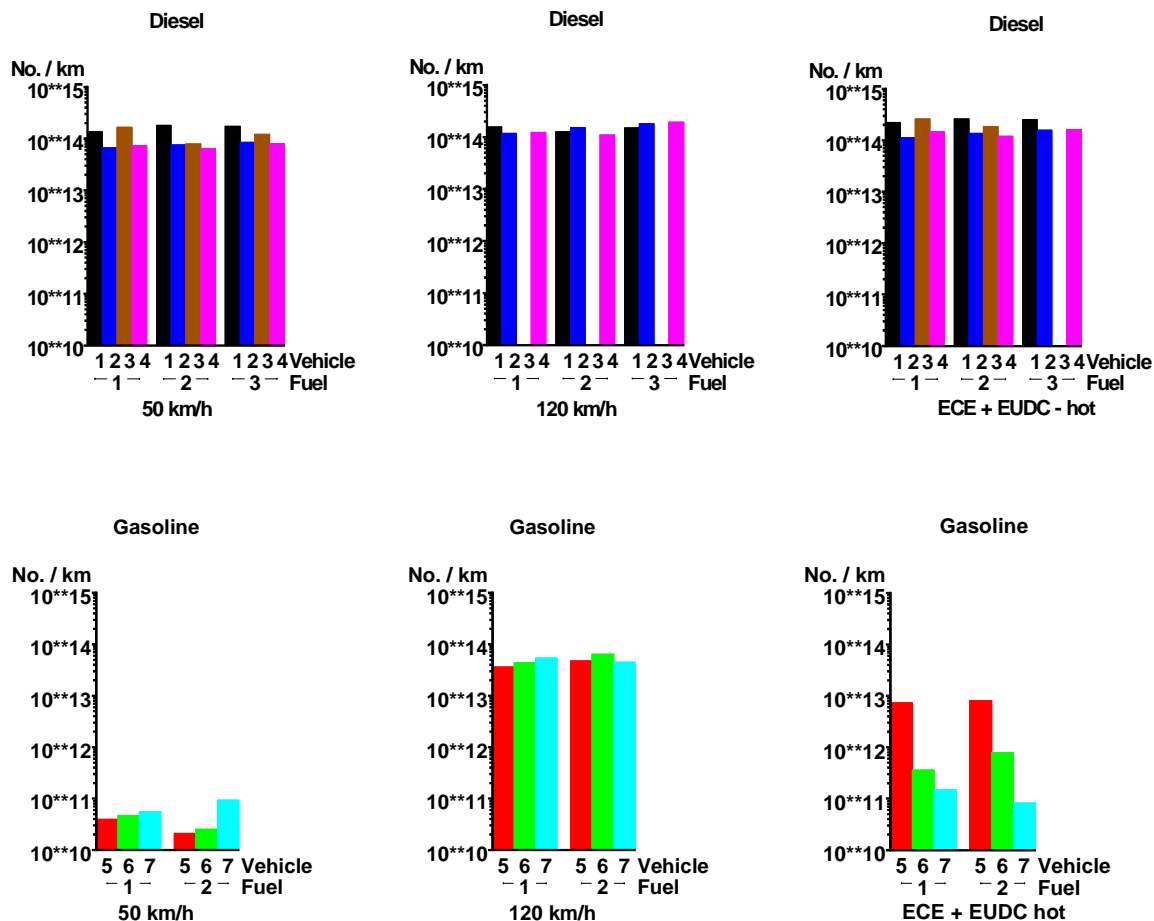 Diesel
No. / km
10**15
10**14
10**13
10**12
10**11
10**10
1 2 3 4 1 2 3 4 1 2 3 4 Vehicle
←1→ ←2→ ←3→ Fuel
50 km/h
Diesel
No. / km
10**15
10**14
10**13
10**12
10**11
10**10
1 2 3 4 1 2 3 4 1 2 3 4 Vehicle
←1→ ←2→ ←3→ Fuel
120 km/h
Diesel
No. / km
10**15
10**14
10**13
10**12
10**11
10**10
1 2 3 4 1 2 3 4 1 2 3 4 Vehicle
←1→ ←2→ ←3→ Fuel
ECE + EUDC - hot
Gasoline
No. / km
10**15
10**14
10**13
10**12
10**11
10**10
5 6 7 5 6 7 Vehicle
←1→ ←2→ Fuel
50 km/h
Gasoline
No. / km
10**15
10**14
10**13
10**12
10**11
10**10
5 6 7 5 6 7 Vehicle
←1→ ←2→ Fuel
120 km/h
Gasoline
No. / km
10**15
10**14
10**13
10**12
10**11
10**10
5 6 7 5 6 7 Vehicle
←1→ ←2→ Fuel
ECE + EUDC hot